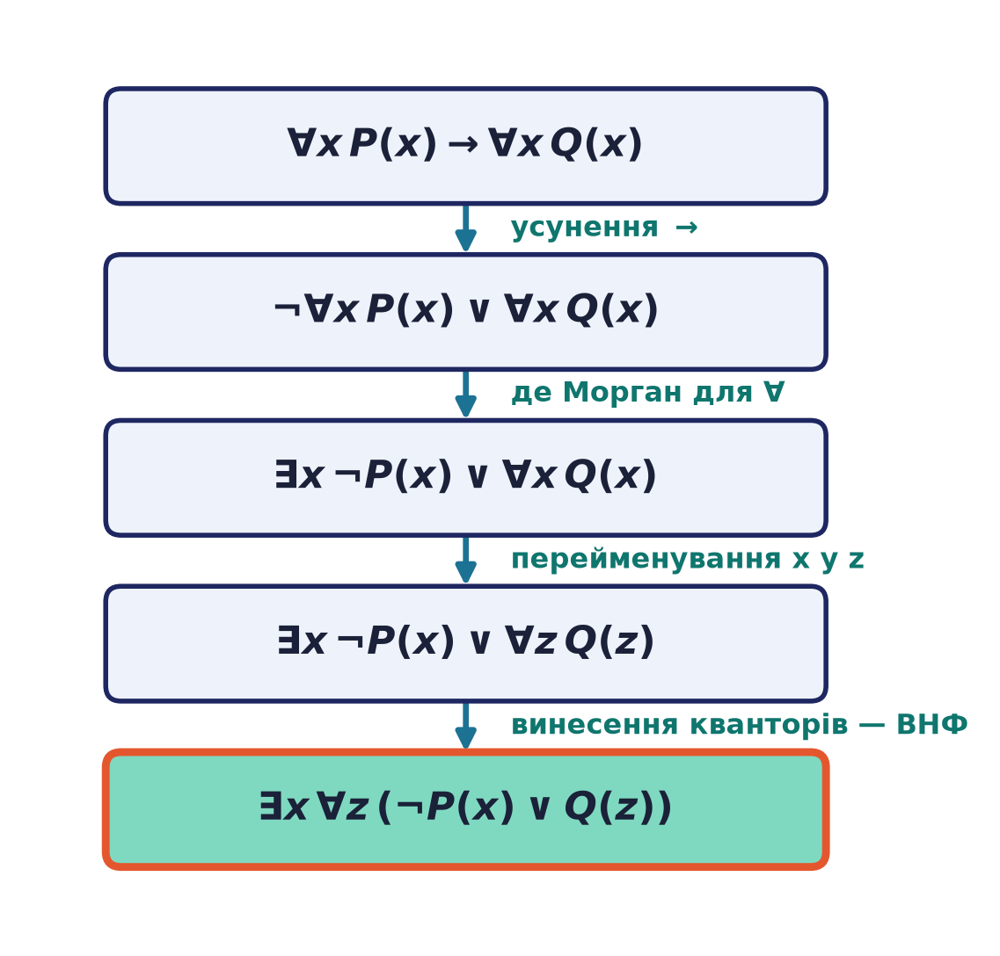 ∀x P(x) → ∀x Q(x)
усунення →
¬∀x P(x) ∨ ∀x Q(x)
де Морган для ∀
∃x ¬P(x) ∨ ∀x Q(x)
перейменування x у z
∃x ¬P(x) ∨ ∀z Q(z)
винесення кванторів — ВНФ
∃x ∀z (¬P(x) ∨ Q(z))